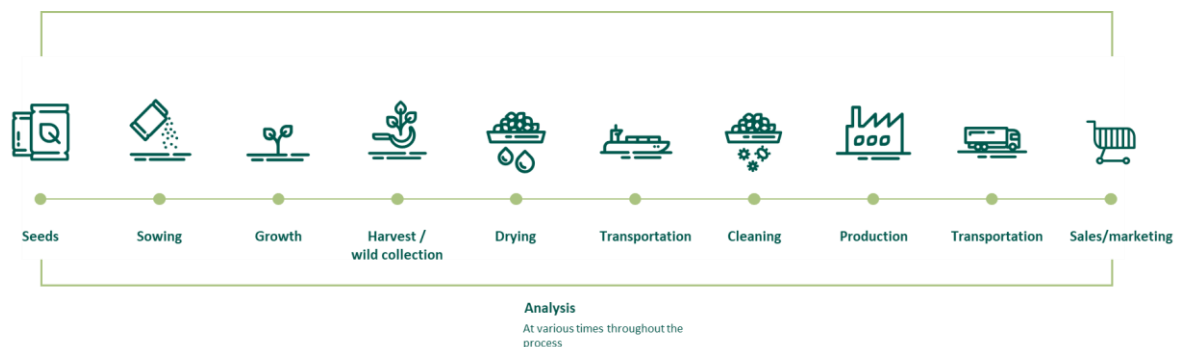 Seeds
Sowing
Growth
Harvest /
wild collection
Drying
Transportation
Cleaning
Production
Transportation
Sales/marketing
Analysis
At various times throughout the
process